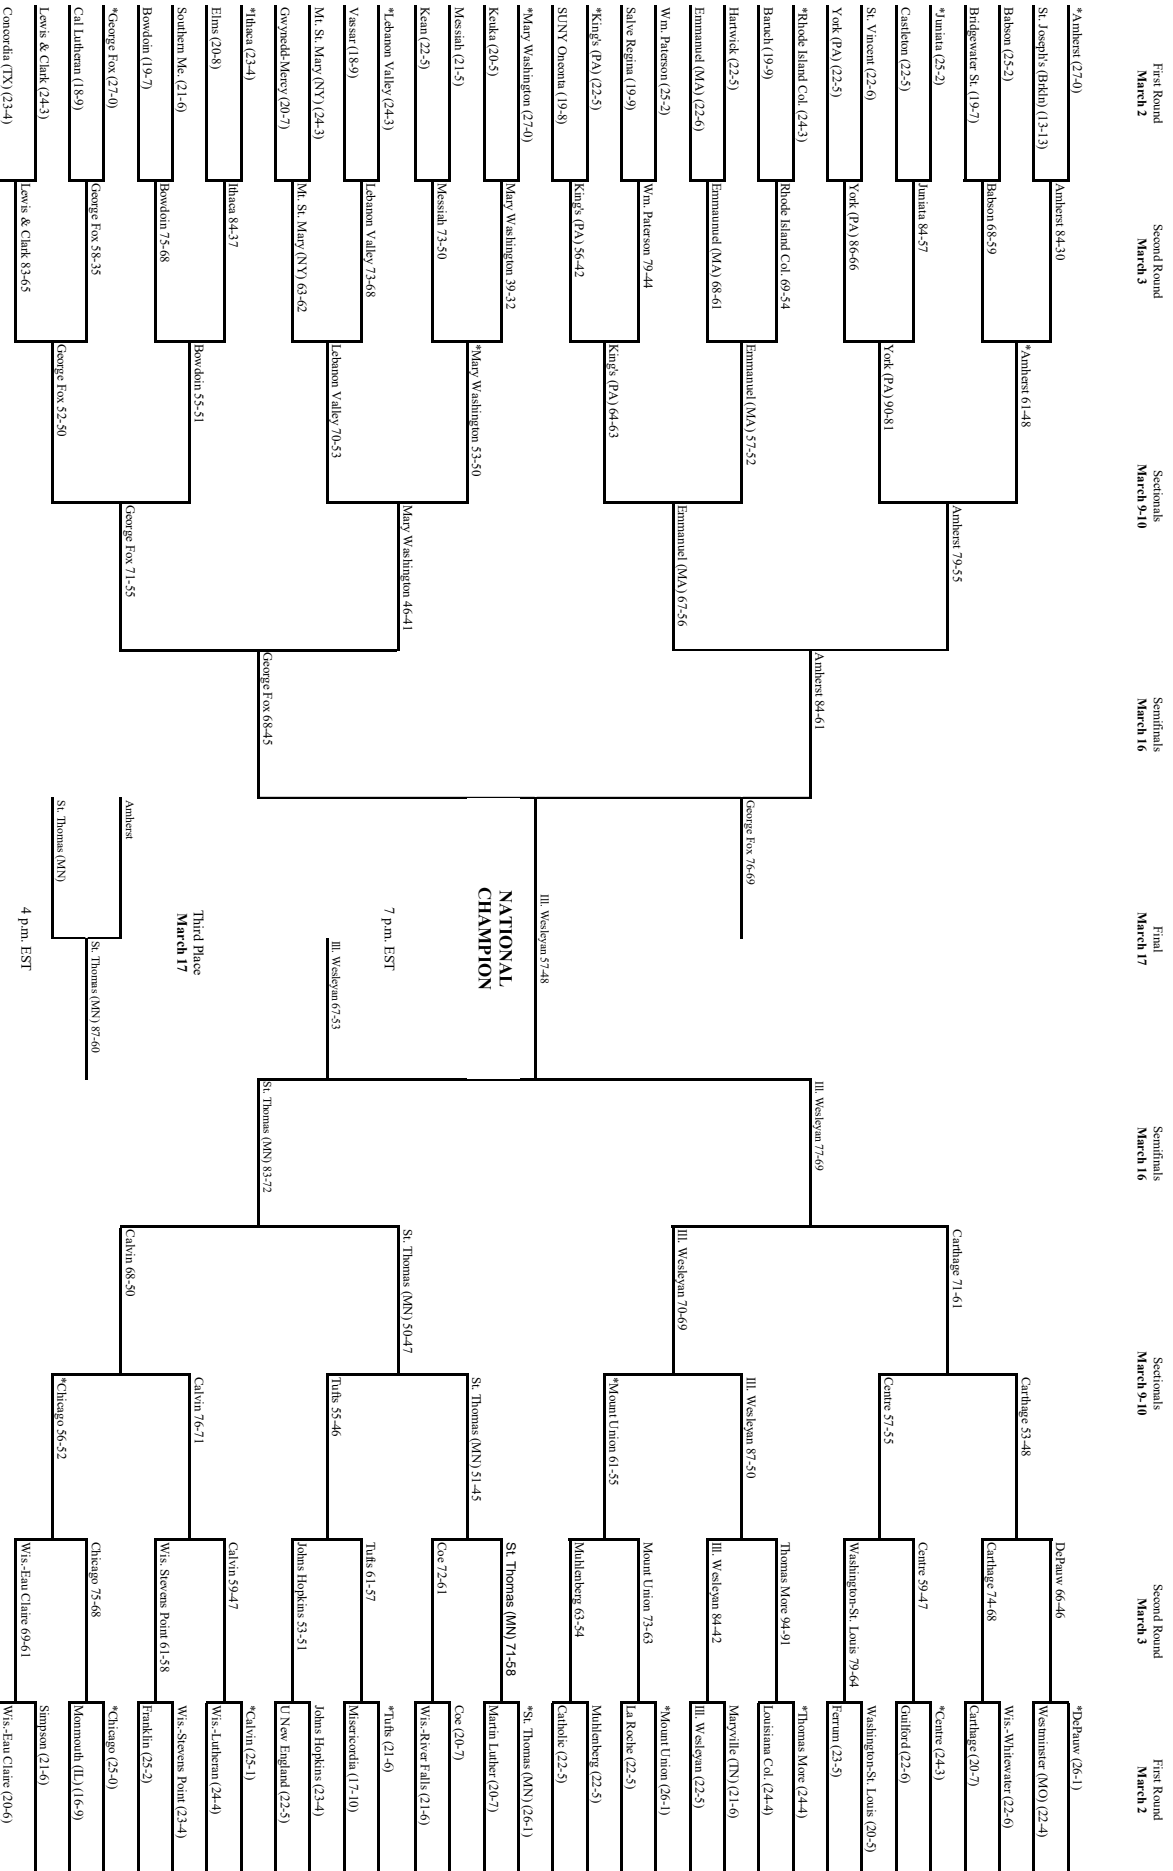 First Round
March 2
Second Round
March 3
Sectionals
March 9-10
Semifinals
March 16
Final
March 17
Semifinals
March 16
Sectionals
March 9-10
Second Round
March 3
First Round
March 2
*Amherst (27-0)
St. Joseph's (Brkln) (13-13)
Babson (25-2)
Bridgewater St. (19-7)
*Juniata (25-2)
Castleton (22-5)
St. Vincent (22-6)
York (PA) (22-5)
*Rhode Island Col. (24-3)
Baruch (19-9)
Hartwick (22-5)
Emmanuel (MA) (22-6)
Wm. Paterson (25-2)
Salve Regina (19-9)
*King's (PA) (22-5)
SUNY Oneonta (19-8)
*Mary Washington (27-0)
Keuka (20-5)
Messiah (21-5)
Kean (22-5)
*Lebanon Valley (24-3)
Vassar (18-9)
Mt. St. Mary (NY) (24-3)
Gwynedd-Mercy (20-7)
*Ithaca (23-4)
Elms (20-8)
Southern Me. (21-6)
Bowdoin (19-7)
*George Fox (27-0)
Cal Lutheran (18-9)
Lewis & Clark (24-3)
Concordia (TX) (23-4)
Amherst 84-30
Babson 68-59
Juniata 84-57
York (PA) 86-66
Rhode Island Col. 69-54
Emmanuel (MA) 68-61
Wm. Paterson 79-44
King's (PA) 56-42
Mary Washington 39-32
Messiah 73-50
Lebanon Valley 73-68
Mt. St. Mary (NY) 63-62
Ithaca 84-37
Bowdoin 75-68
George Fox 58-35
Lewis & Clark 83-65
*Amherst 61-48
York (PA) 90-81
Emmanuel (MA) 57-52
King's (PA) 64-63
*Mary Washington 53-50
Lebanon Valley 70-53
Bowdoin 55-51
George Fox 52-50
Amherst 79-55
Emmanuel (MA) 67-56
Mary Washington 46-41
George Fox 71-55
Amherst 84-61
George Fox 68-45
George Fox 76-69
Ill. Wesleyan 57-48
NATIONAL
CHAMPION
7 p.m. EST
Ill. Wesleyan 67-53
Third Place
March 17
Amherst
St. Thomas (MN)
St. Thomas (MN) 87-60
4 p.m. EST
Ill. Wesleyan 77-69
St. Thomas (MN) 83-72
Carthage 71-61
Ill. Wesleyan 70-69
St. Thomas (MN) 50-47
Calvin 68-50
Carthage 53-48
Centre 57-55
Ill. Wesleyan 87-50
*Mount Union 61-55
St. Thomas (MN) 51-45
Tufts 55-46
Calvin 76-71
*Chicago 56-52
DePauw 66-46
Carthage 74-68
Centre 59-47
Washington-St. Louis 79-64
Thomas More 94-91
Ill. Wesleyan 84-42
Mount Union 73-63
Muhlenberg 63-54
St. Thomas (MN) 71-58
Coe 72-61
Tufts 61-57
Johns Hopkins 53-51
Calvin 59-47
Wis. Stevens Point 61-58
Chicago 75-68
Wis.-Eau Claire 69-61
*DePauw (26-1)
Westminster (MO) (22-4)
Wis.-Whitewater (22-6)
Carthage (20-7)
*Centre (24-3)
Guilford (22-6)
Washington-St. Louis (20-5)
Ferrum (23-5)
*Thomas More (24-4)
Louisiana Col. (24-4)
Maryville (TN) (21-6)
Ill. Wesleyan (22-5)
*Mount Union (26-1)
La Roche (22-5)
Muhlenberg (22-5)
Catholic (22-5)
*St. Thomas (MN) (26-1)
Martin Luther (20-7)
Coe (20-7)
Wis.-River Falls (21-6)
*Tufts (21-6)
Misericordia (17-10)
Johns Hopkins (23-4)
U New England (22-5)
*Calvin (25-1)
Wis.-Lutheran (24-4)
Wis.-Stevens Point (23-4)
Franklin (25-2)
*Chicago (25-0)
Monmouth (IL) (16-9)
Simpson (21-6)
Wis.-Eau Claire (20-6)